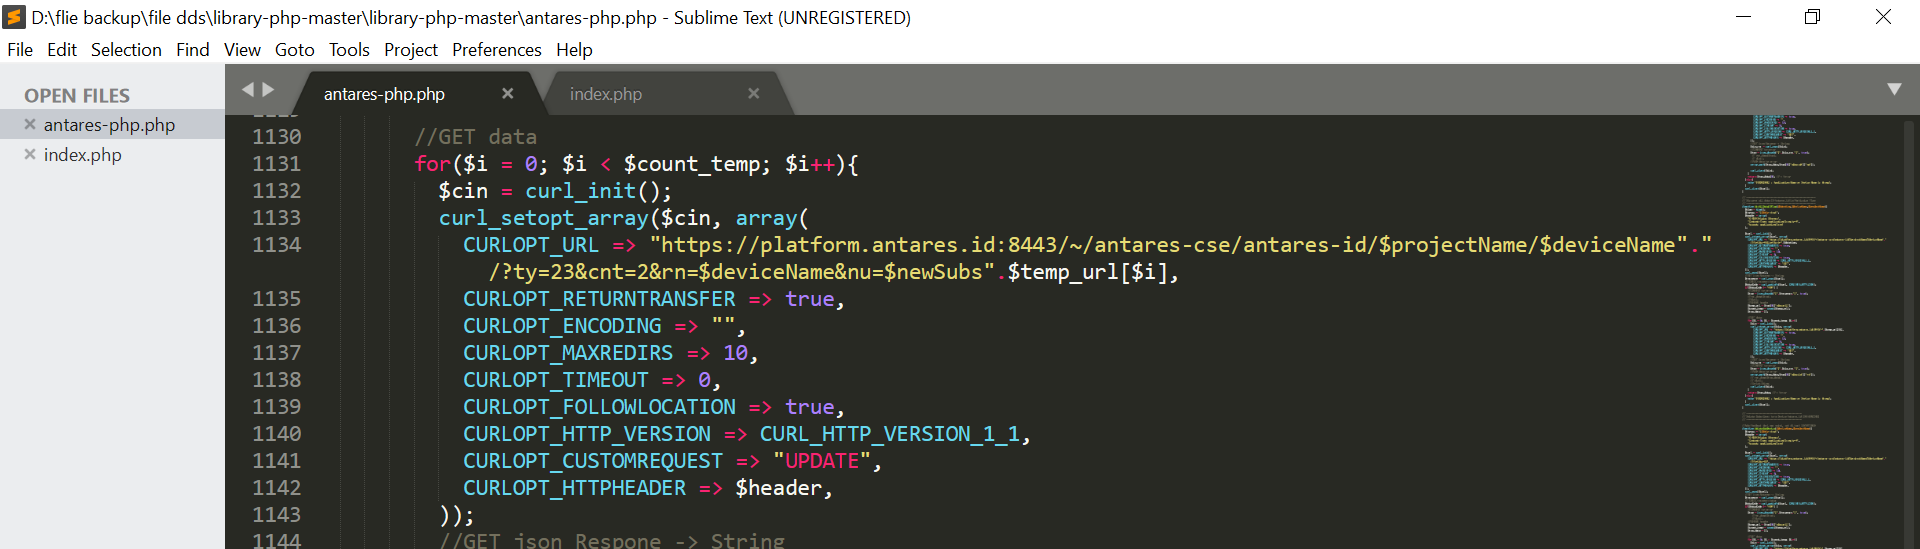 D:\flie backup\file dds\library-php-master\library-php-master\antares-php.php - Sublime Text (UNREGISTERED)
File Edit Selection Find View Goto Tools Project Preferences Help
OPEN FILES
antares-php.php
index.php
antares-php.php
index.php
1130 //GET data
1131 for($i = 0; $i < $count_temp; $i++){
1132 $cin = curl_init();
1133 curl_setopt_array($cin, array(
1134 CURLOPT_URL => "https://platform.antares.id:8443/~/antares-cse/antares-id/$projectName/$deviceName"."
/?ty=23&cnt=2&rn=$deviceName&nu=$newSubs".$temp_url[$i],
1135 CURLOPT_RETURNTRANSFER => true,
1136 CURLOPT_ENCODING => "",
1137 CURLOPT_MAXREDIRS => 10,
1138 CURLOPT_TIMEOUT => 0,
1139 CURLOPT_FOLLOWLOCATION => true,
1140 CURLOPT_HTTP_VERSION => CURL_HTTP_VERSION_1_1,
1141 CURLOPT_CUSTOMREQUEST => "UPDATE",
1142 CURLOPT_HTTPHEADER => $header,
1143 ));
1144 //GET json Respone -> String